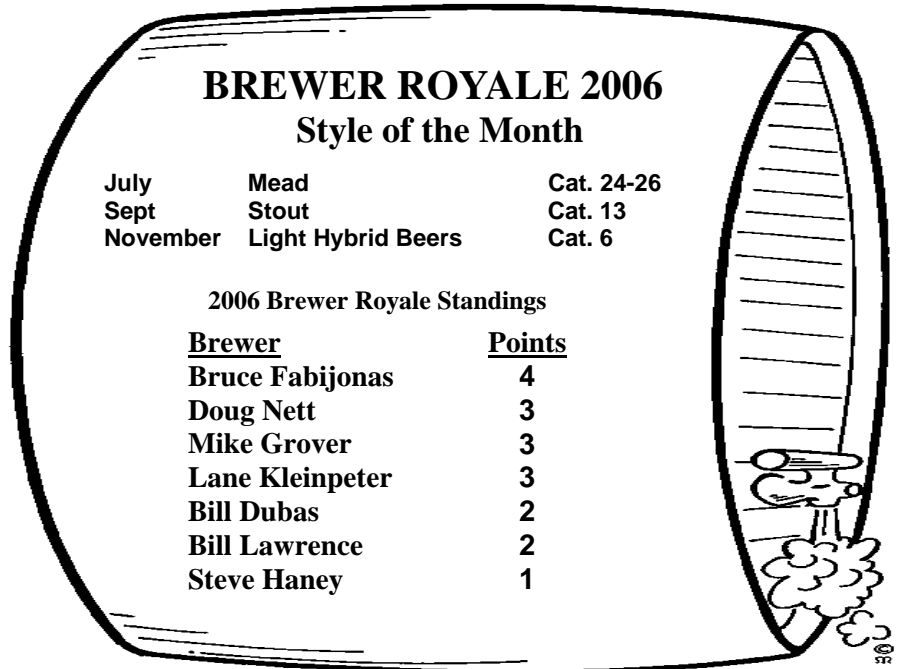 BREWER ROYALE 2006
Style of the Month
July Mead Cat. 24-26
Sept Stout Cat. 13
November Light Hybrid Beers Cat. 6
2006 Brewer Royale Standings
Brewer Points
Bruce Fabijonas 4
Doug Nett 3
Mike Grover 3
Lane Kleinpeter 3
Bill Dubas 2
Bill Lawrence 2
Steve Haney 1
©